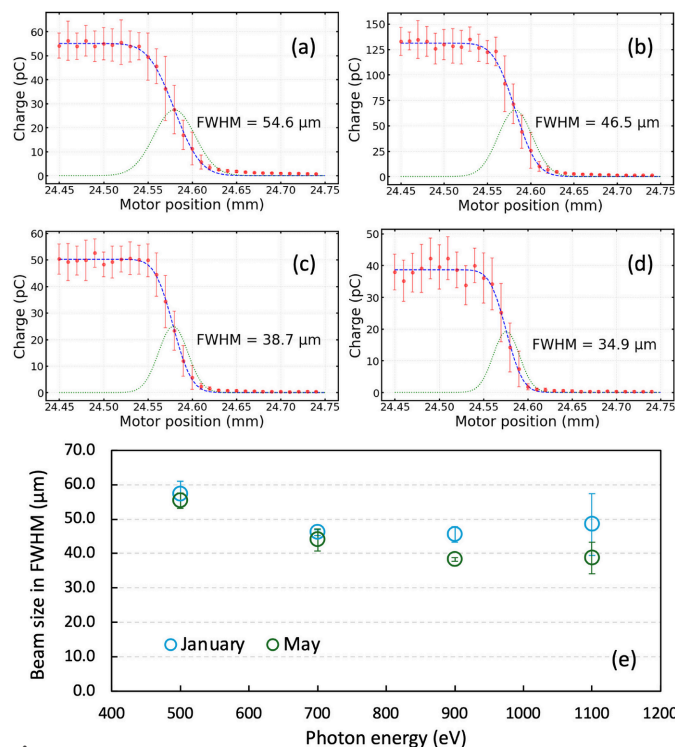 60
50
40
30
20
10
0
Charge (pC)
(a)
FWHM = 54.6 μm
24.45 24.50 24.55 24.60 24.65 24.70 24.75
Motor position (mm)
150
125
100
75
50
25
0
Charge (pC)
(b)
FWHM = 46.5 μm
24.45 24.50 24.55 24.60 24.65 24.70 24.75
Motor position (mm)
60
50
40
30
20
10
0
Charge (pC)
(c)
FWHM = 38.7 μm
24.45 24.50 24.55 24.60 24.65 24.70 24.75
Motor position (mm)
50
40
30
20
10
0
Charge (pC)
(d)
FWHM = 34.9 μm
24.45 24.50 24.55 24.60 24.65 24.70 24.75
Motor position (mm)
70.0
60.0
50.0
40.0
30.0
20.0
10.0
0.0
Beam size in FWHM (μm)
January May
(e)
400 500 600 700 800 900 1000 1100 1200
Photon energy (eV)